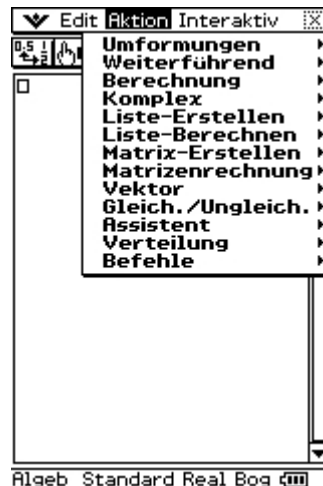 Edit Aktion Interaktiv
Umformungen
Weiterführend
Berechnung
Komplex
Liste-Erstellen
Liste-Berechnen
Matrix-Erstellen
Matrizenrechnung
Vektor
Gleich./Ungleich.
Assistent
Verteilung
Befehle
Algeb Standard Real Bog